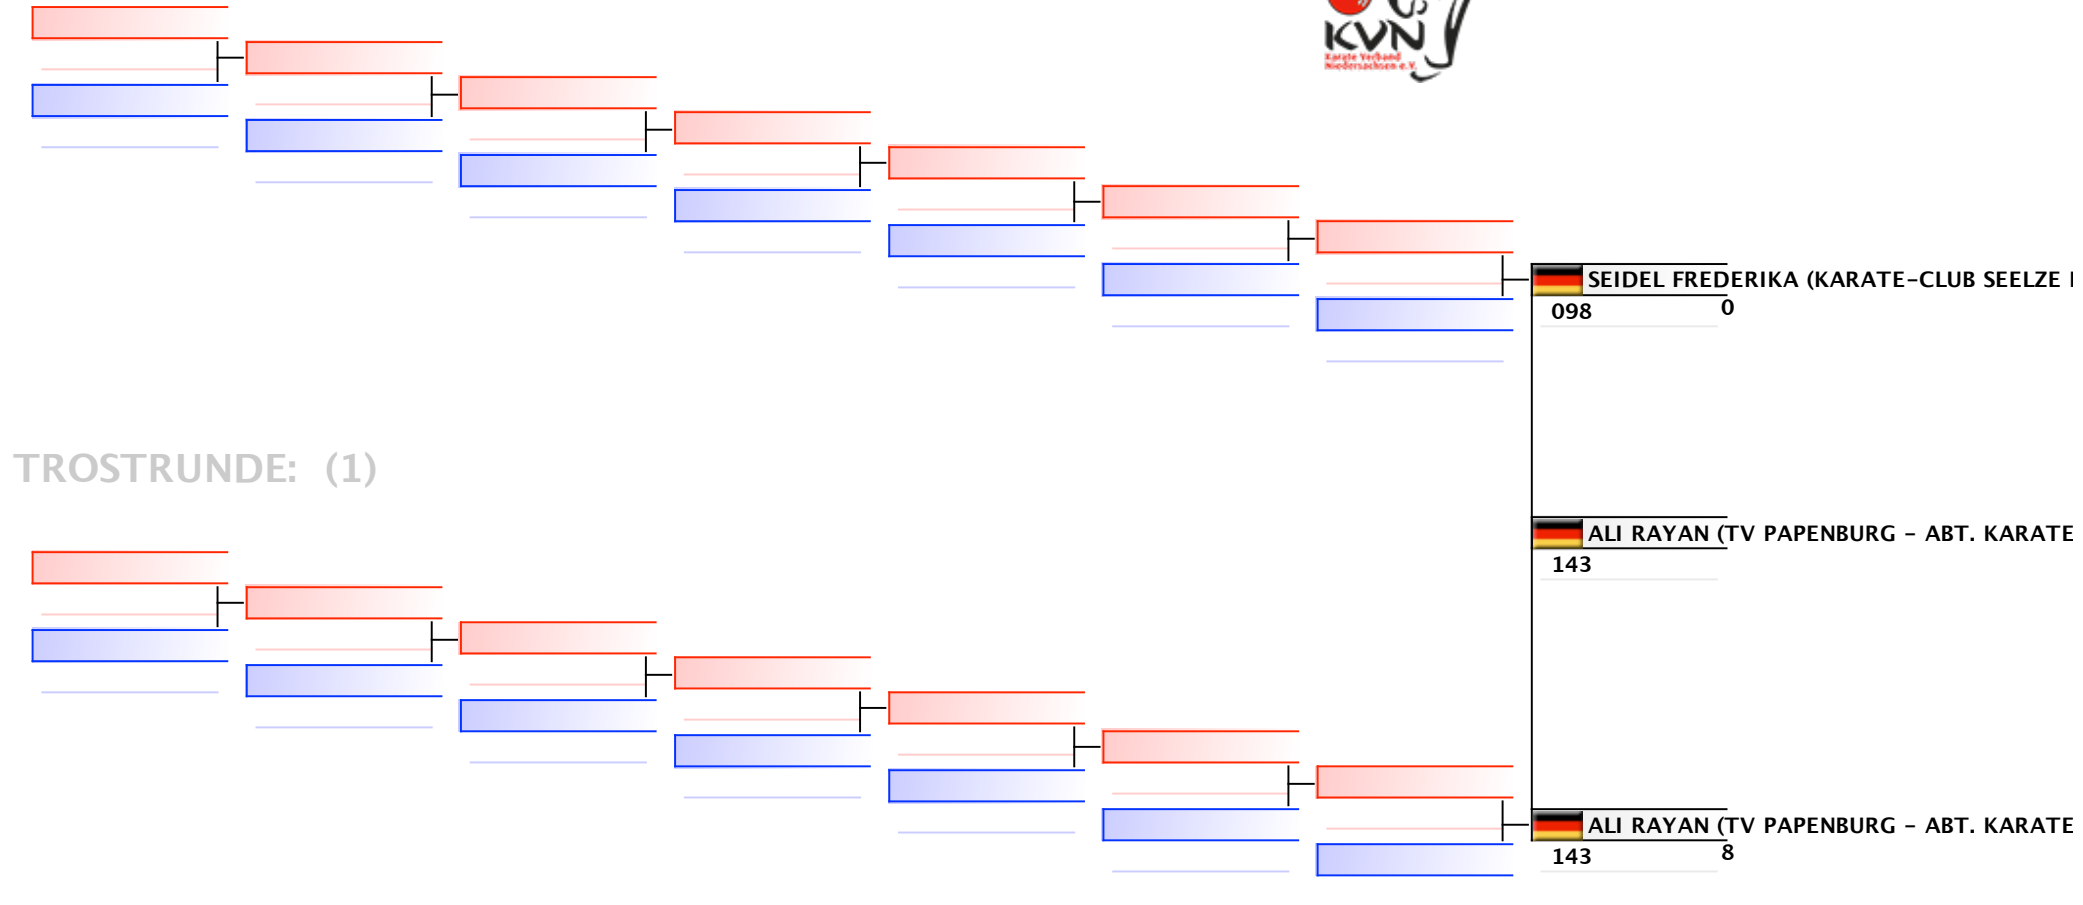 KVN
Karate Verband
Niedersachsen e.V.
SEIDEL FREDERIKA (KARATE-CLUB SEELZE
098 0
TROSTRUNDE: (1)
ALI RAYAN (TV PAPENBURG - ABT. KARATE
143
ALI RAYAN (TV PAPENBURG - ABT. KARATE
143 8